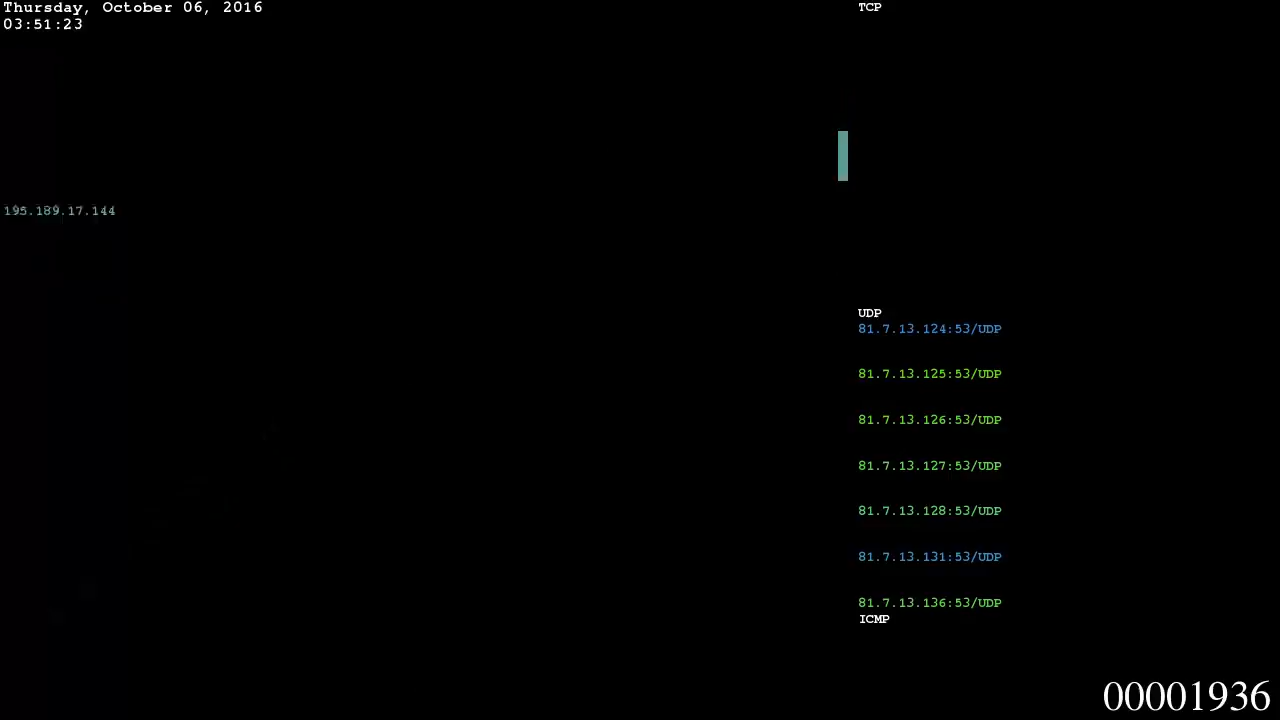 Thursday, October 06, 2016
03:51:23
TCP
195.189.17.144
UDP
81.7.13.124:53/UDP
81.7.13.125:53/UDP
81.7.13.126:53/UDP
81.7.13.127:53/UDP
81.7.13.128:53/UDP
81.7.13.131:53/UDP
81.7.13.136:53/UDP
ICMP
00001936